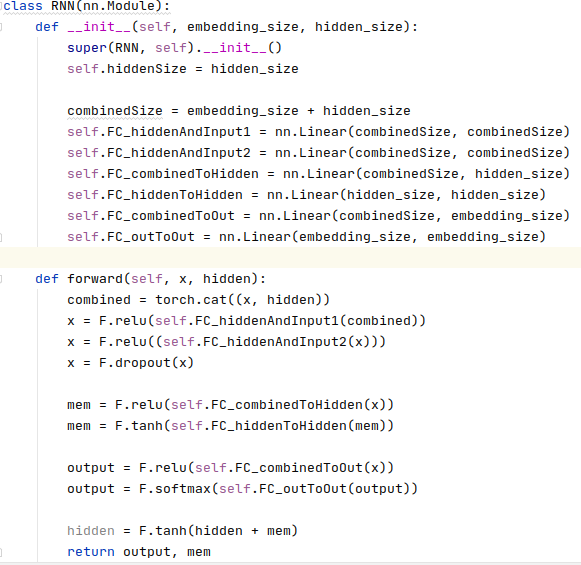 class RNN(nn.Module):
    def __init__(self, embedding_size, hidden_size):
        super(RNN, self).__init__()
        self.hiddenSize = hidden_size

        combinedSize = embedding_size + hidden_size
        self.FC_hiddenAndInput1 = nn.Linear(combinedSize, combinedSize)
        self.FC_hiddenAndInput2 = nn.Linear(combinedSize, combinedSize)
        self.FC_combinedToHidden = nn.Linear(combinedSize, hidden_size)
        self.FC_hiddenToHidden = nn.Linear(hidden_size, hidden_size)
        self.FC_combinedToOut = nn.Linear(combinedSize, embedding_size)
        self.FC_outToOut = nn.Linear(embedding_size, embedding_size)

    def forward(self, x, hidden):
        combined = torch.cat((x, hidden))
        x = F.relu(self.FC_hiddenAndInput1(combined))
        x = F.relu((self.FC_hiddenAndInput2(x)))
        x = F.dropout(x)

        mem = F.relu(self.FC_combinedToHidden(x))
        mem = F.tanh(self.FC_hiddenToHidden(mem))

        output = F.relu(self.FC_combinedToOut(x))
        output = F.softmax(self.FC_outToOut(output))

        hidden = F.tanh(hidden + mem)
        return output, mem